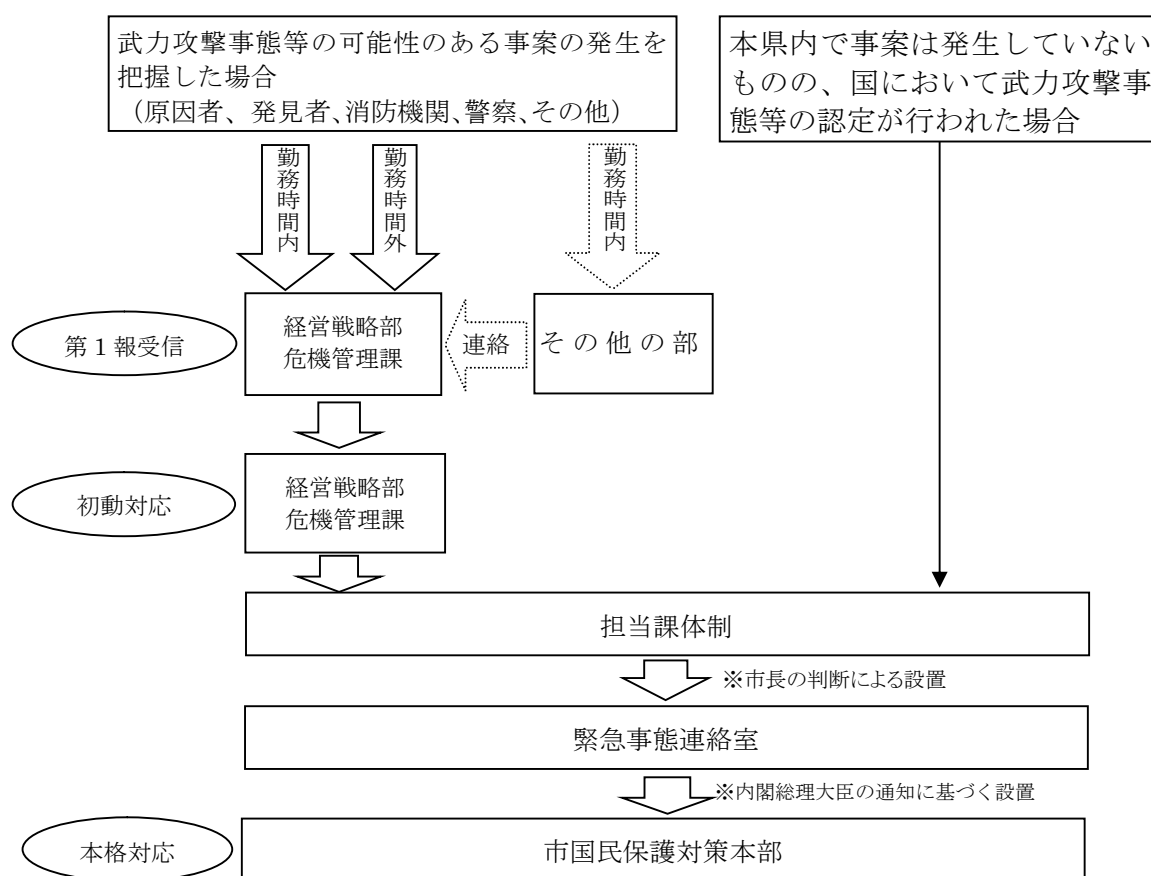 武力攻撃事態等の可能性のある事案の発生を
把握した場合
（原因者、発見者、消防機関、警察、その他）
本県内で事案は発生していない
ものの、国において武力攻撃事
態等の認定が行われた場合
勤務時間内
勤務時間外
勤務時間内
第１報受信
経営戦略部
危機管理課
連絡
その他の部
初動対応
経営戦略部
危機管理課
担当課体制
※市長の判断による設置
緊急事態連絡室
※内閣総理大臣の通知に基づく設置
本格対応
市国民保護対策本部